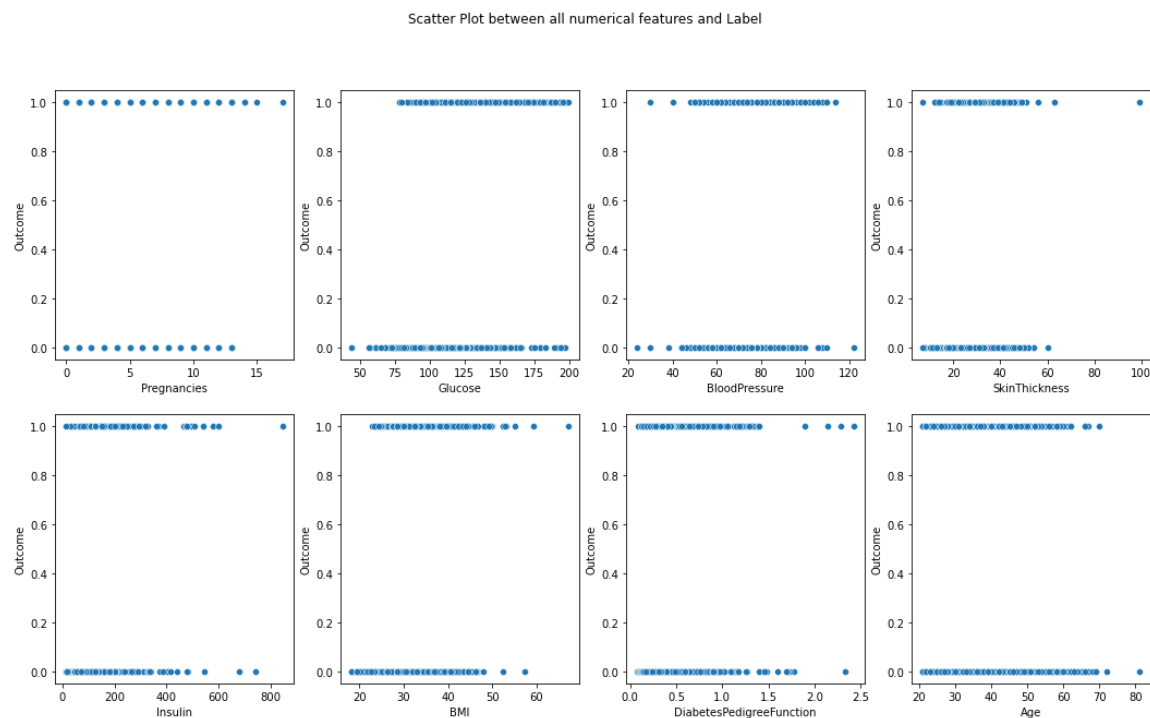 Scatter Plot between all numerical features and Label
1.0 1.0 1.0 1.0
0.8 0.8 0.8 0.8
0.6 0.6 0.6 0.6
Outcome Outcome Outcome Outcome
0.4 0.4 0.4 0.4
0.2 0.2 0.2 0.2
0.0 0.0 0.0 0.0
0 5 10 15 50 75 100 125 150 175 200 20 40 60 80 100 120 20 40 60 80 100
Pregnancies Glucose BloodPressure SkinThickness
1.0 1.0 1.0 1.0
0.8 0.8 0.8 0.8
0.6 0.6 0.6 0.6
Outcome Outcome Outcome Outcome
0.4 0.4 0.4 0.4
0.2 0.2 0.2 0.2
0.0 0.0 0.0 0.0
0 200 400 600 800 20 30 40 50 60 0.0 0.5 1.0 1.5 2.0 2.5 20 30 40 50 60 70 80
Insulin BMI DiabetesPedigreeFunction Age